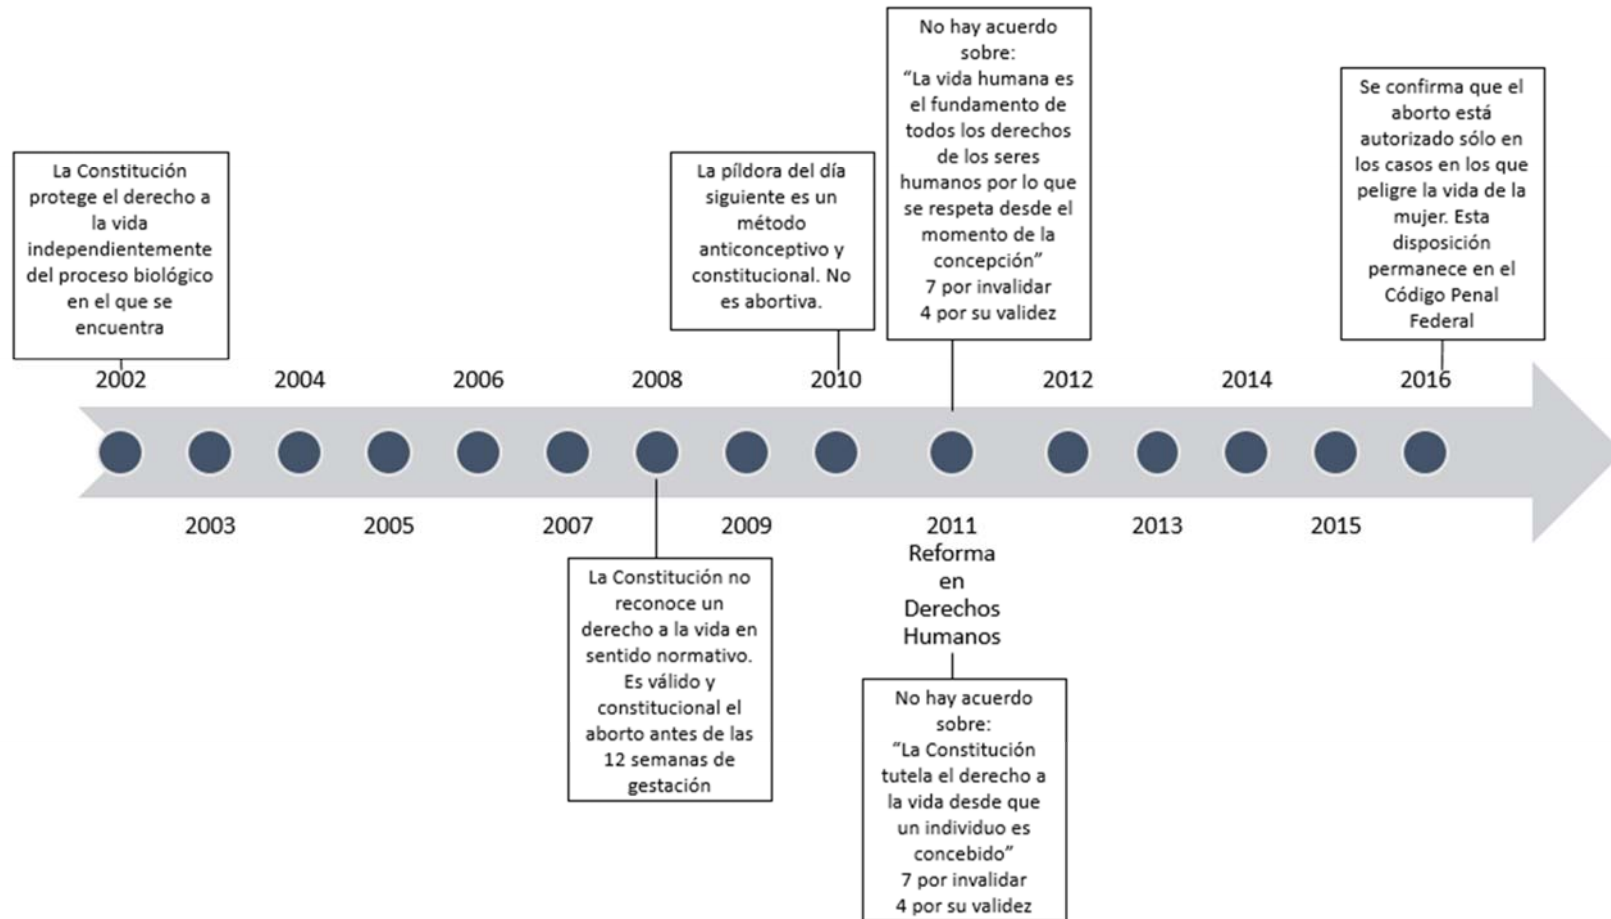 No hay acuerdo
sobre:
“La vida humana es
el fundamento de
todos los derechos
de los seres
humanos por lo que
se respeta desde el
momento de la
concepción”
7 por invalidar
4 por su validez
Se confirma que el
aborto está
autorizado sólo en
los casos en los que
peligre la vida de la
mujer. Esta
disposición
permanece en el
Código Penal
Federal
La Constitución
protege el derecho a
la vida
independientemente
del proceso biológico
en el que se
encuentra
La píldora del día
siguiente es un
método
anticonceptivo y
constitucional. No
es abortiva.
2002
2004
2006
2008
2010
2012
2014
2016
2003
2005
2007
2009
2011
2013
2015
Reforma
en
Derechos
Humanos
La Constitución no
reconoce un
derecho a la vida en
sentido normativo.
Es válido y
constitucional el
aborto antes de las
12 semanas de
gestación
No hay acuerdo
sobre:
“La Constitución
tutela el derecho a
la vida desde que
un individuo es
concebido”
7 por invalidar
4 por su validez